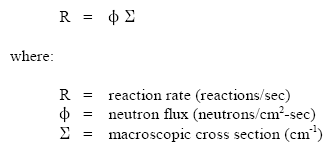 R = ϕ Σ
where:
R = reaction rate (reactions/sec)
ϕ = neutron flux (neutrons/cm²-sec)
Σ = macroscopic cross section (cm⁻¹)